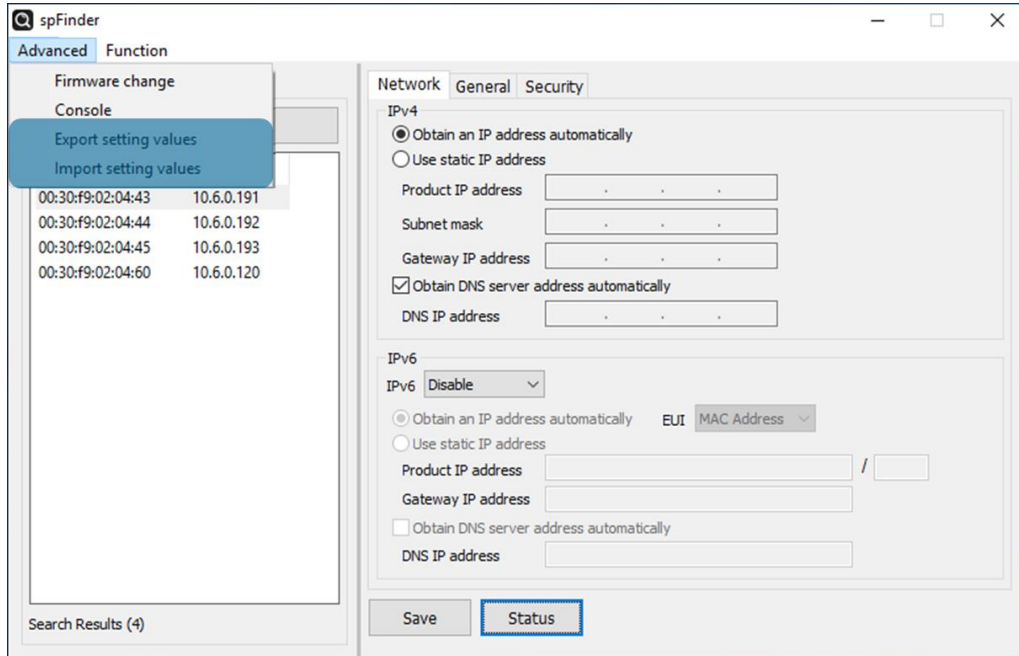 spFinder
Advanced Function
Firmware change
Console
Export setting values
Import setting values
00:30:f9:02:04:43 10.6.0.191
00:30:f9:02:04:44 10.6.0.192
00:30:f9:02:04:45 10.6.0.193
00:30:f9:02:04:60 10.6.0.120
Search Results (4)
Network General Security
IPv4
Obtain an IP address automatically
Use static IP address
Product IP address . . .
Subnet mask . . .
Gateway IP address . . .
Obtain DNS server address automatically
DNS IP address . . .
IPv6
IPv6 Disable
Obtain an IP address automatically EUI MAC Address
Use static IP address
Product IP address /
Gateway IP address
Obtain DNS server address automatically
DNS IP address
Save Status